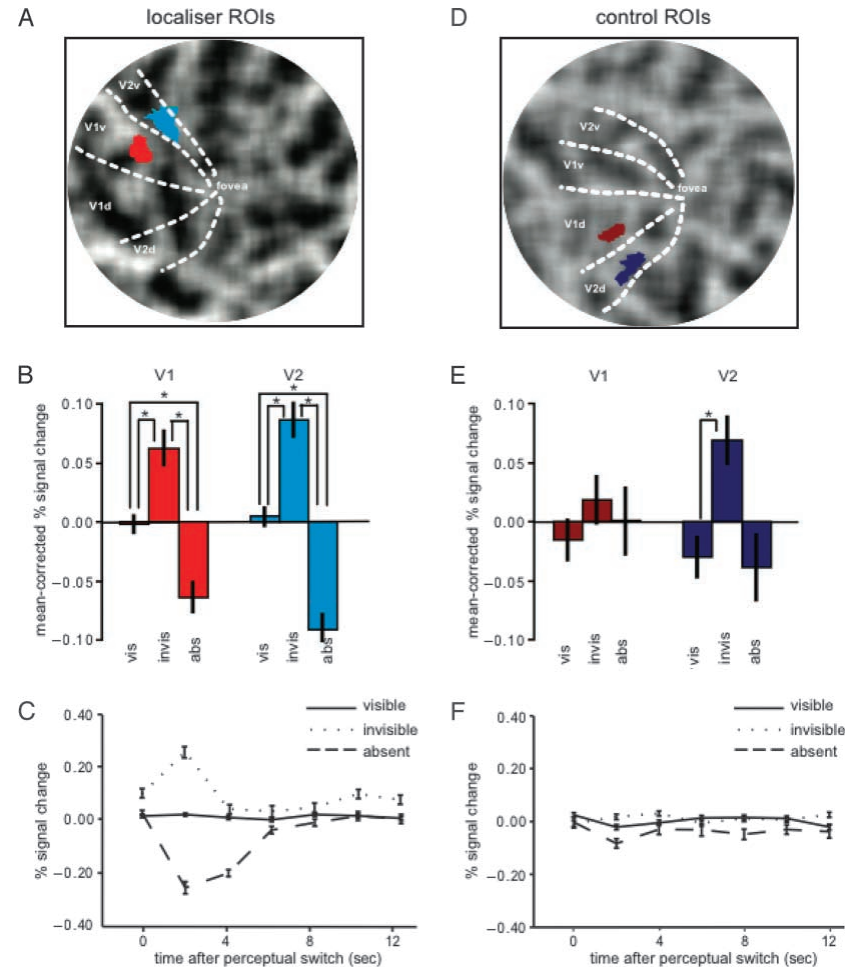 A localiser ROIs
V2v
V1v
fovea
V1d
V2d
D control ROIs
V2v
V1v
fovea
V1d
V2d
B V1 V2
mean-corrected % signal change
0.10
0.05
0.00
−0.05
−0.10
* * *
* * *
vis invis abs vis invis abs
E V1 V2
mean-corrected % signal change
0.10
0.05
0.00
−0.05
−0.10
*
vis invis abs vis invis abs
C
visible
invisible
absent
% signal change
0.40
0.20
0.00
−0.20
−0.40
0 4 8 12
time after perceptual switch (sec)
F
visible
invisible
absent
% signal change
0.40
0.20
0.00
−0.20
−0.40
0 4 8 12
time after perceptual switch (sec)